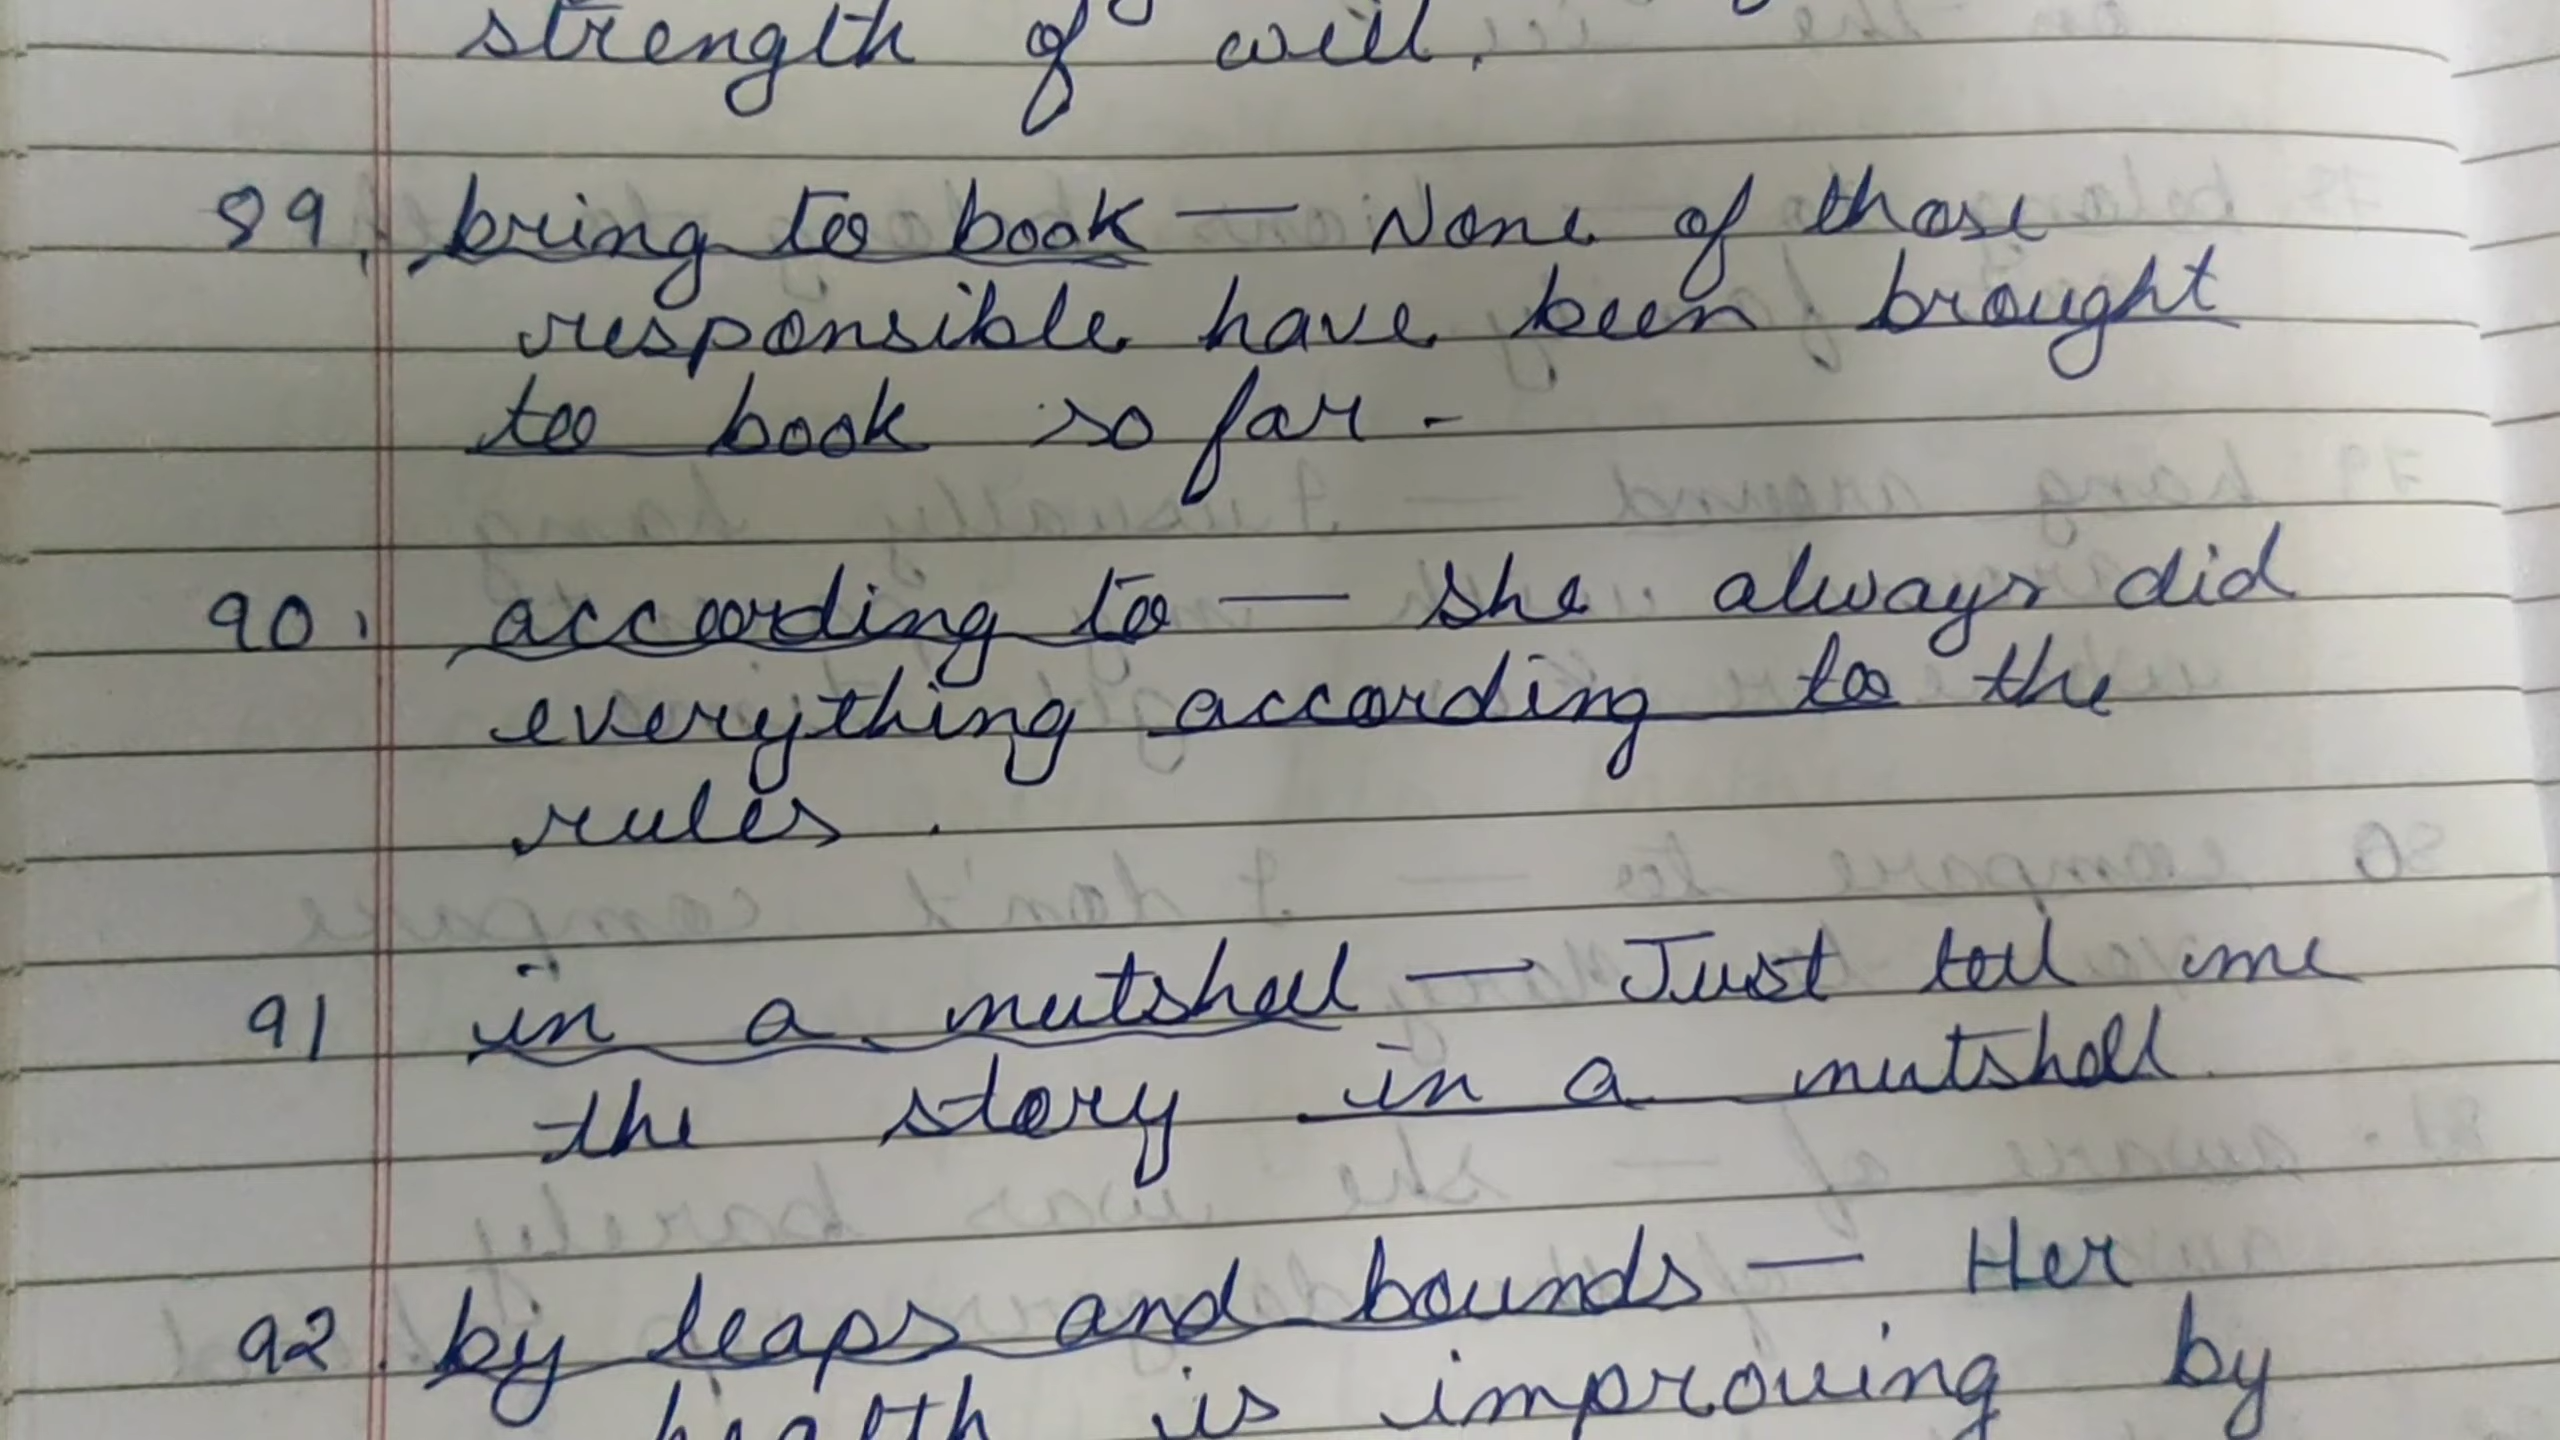 strength of will.
89. bring to book — None of those
responsible have been brought
to book so far -
90. according to — she always did
everything according to the
rules.
91 in a nutshell — Just tell me
the story in a nutshell
92. by leaps and bounds — Her
health is improving by